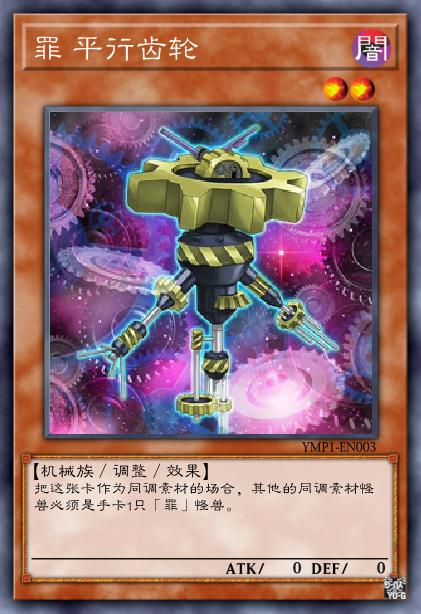 罪 平行齿轮
闇
YMP1-EN003
【机械族／调整／效果】
把这张卡作为同调素材的场合，其他的同调素材怪
兽必须是手卡1只「罪」怪兽。
ATK/ 0 DEF/ 0